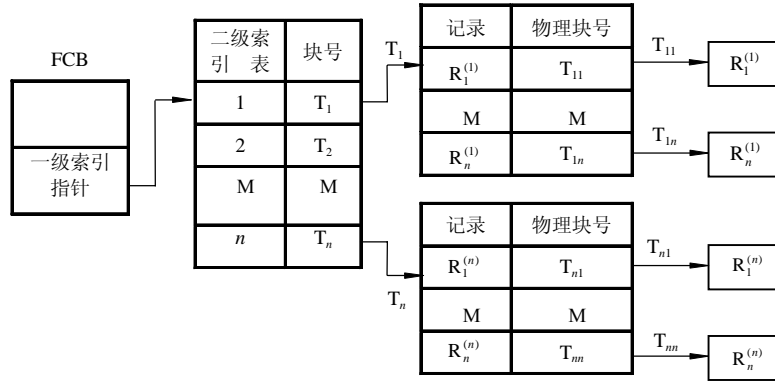 FCB
一级索引
指针
二级索
引 表
块号
1
T₁
2
T₂
M
M
n
Tₙ
T₁
记录
物理块号
R₁⁽¹⁾
T₁₁
M
M
Rₙ⁽¹⁾
T₁ₙ
T₁₁
R₁⁽¹⁾
T₁ₙ
Rₙ⁽¹⁾
Tₙ
记录
物理块号
R₁⁽ⁿ⁾
Tₙ₁
M
M
Rₙ⁽ⁿ⁾
Tₙₙ
Tₙ₁
R₁⁽ⁿ⁾
Tₙₙ
Rₙ⁽ⁿ⁾